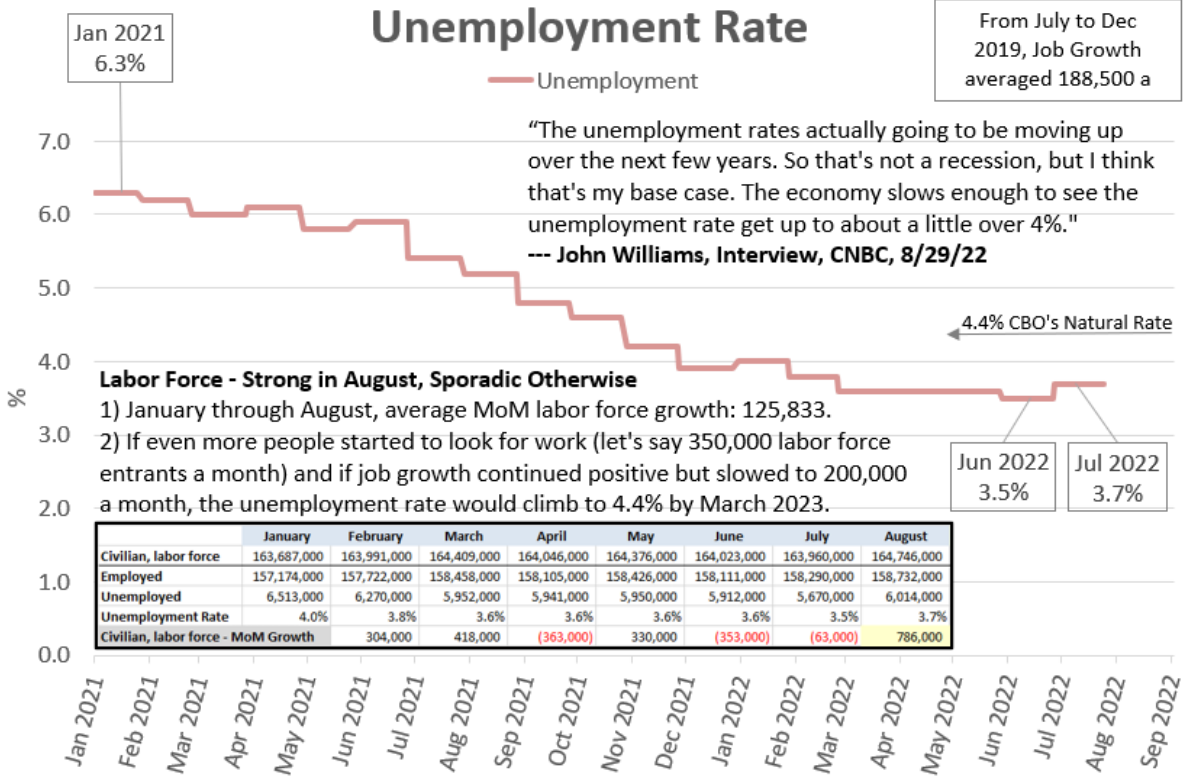 Unemployment Rate
Jan 2021
6.3%
From July to Dec
2019, Job Growth
averaged 188,500 a
Unemployment
“The unemployment rates actually going to be moving up
over the next few years. So that's not a recession, but I think
that's my base case. The economy slows enough to see the
unemployment rate get up to about a little over 4%."
--- John Williams, Interview, CNBC, 8/29/22
4.4% CBO's Natural Rate
Labor Force - Strong in August, Sporadic Otherwise
1) January through August, average MoM labor force growth: 125,833.
2) If even more people started to look for work (let's say 350,000 labor force
entrants a month) and if job growth continued positive but slowed to 200,000
a month, the unemployment rate would climb to 4.4% by March 2023.
Jun 2022
3.5%
Jul 2022
3.7%
January February March April May June July August
Civilian, labor force 163,687,000 163,991,000 164,409,000 164,046,000 164,376,000 164,023,000 163,960,000 164,746,000
Employed 157,174,000 157,722,000 158,458,000 158,105,000 158,426,000 158,111,000 158,290,000 158,732,000
Unemployed 6,513,000 6,270,000 5,952,000 5,941,000 5,950,000 5,912,000 5,670,000 6,014,000
Unemployment Rate 4.0% 3.8% 3.6% 3.6% 3.6% 3.6% 3.5% 3.7%
Civilian, labor force - MoM Growth 304,000 418,000 (363,000) 330,000 (353,000) (63,000) 786,000
%
7.0
6.0
5.0
4.0
3.0
2.0
1.0
0.0
Jan 2021
Feb 2021
Mar 2021
Apr 2021
May 2021
Jun 2021
Jul 2021
Aug 2021
Sep 2021
Oct 2021
Nov 2021
Dec 2021
Jan 2022
Feb 2022
Mar 2022
Apr 2022
May 2022
Jun 2022
Jul 2022
Aug 2022
Sep 2022